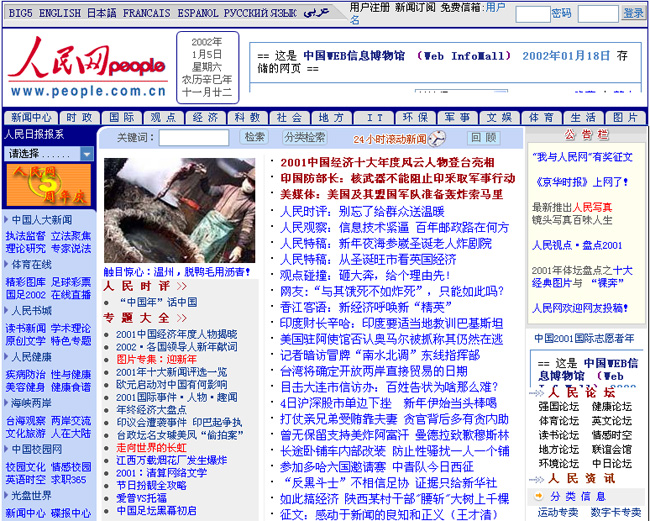 BIG5 ENGLISH 日本語 FRANCAIS ESPANOL РУССКИЙ ЯЗЫК عربي
用户注册 新闻订阅 免费信箱:用户名 密码 登录
人民网 people
www.people.com.cn
2002年
1月5日
星期六
农历辛巳年
十一月廿二
== 这是 中国WEB信息博物馆 (Web InfoMall) 2002年01月18日 存储的网页 ==
新闻中心 时政 国际 观点 经济 科教 社会 地方 IT 环保 军事 文娱 体育 生活 图片
人民日报报系
请选择 ......
人民网
5周年庆
中国人大新闻
执法监督 立法聚焦
理论研究 专家说法
体育在线
精彩图库 足球彩票
国足2002 在线直播
人民书城
读书新闻 学术理论
原创文学 特色专题
人民健康
疾病防治 性与健康
美容健身 健康食谱
海峡两岸
台海观察 两岸交流
文化旅游 人在大陆
中国校园网
校园文化 情感校园
英语时空 求职365
光盘世界
新闻中心 碟报中心
关键词: 检索 分类检索 24小时滚动新闻 回顾
触目惊心:温州,脱鸭毛用沥青!
人民时评 >>
“中国年”话中国
专题大全 >>
2001中国经济年度人物揭晓
2002·各国领导人新年献词
图片专集:迎新年
2001年十大新闻评选一览
欧元启动对中国有何影响
2001国际事件·人物·趣闻
年终经济大盘点
印议会遭袭事件 印巴起争执
台政坛名女璩美凤“偷拍案”
走向世界的长虹
江西万载烟花厂发生爆炸
2001:清算网络文学
节日扮靓全攻略
爱普VS托福
中国足坛黑幕初启
2001中国经济十大年度风云人物登台亮相
印国防部长:核武器不能阻止印采取军事行动
美媒体:美国及其盟国军队准备轰炸索马里
人民时评:别忘了给群众送温暖
人民观察:信息技术紧逼 百年邮政路在何方
人民特稿:新年夜海参崴圣诞老人炸剧院
人民特稿:从圣诞旺市看英国经济
观点碰撞:砸大奔,给个理由先!
网友:“与其饿死不如炸死”,只能如此吗?
香江客语:新经济呼唤新“精英”
印度财长辛哈:印度要适当地教训巴基斯坦
美国驻阿使馆否认奥马尔被抓称其仍然在逃
记者暗访冒牌“南水北调”东线指挥部
台湾将确定开放两岸直接贸易的日期
目击大连市信访办:百姓告状为啥那么难?
4日沪深股市单边下挫 新年伊始当头棒喝
打仗亲兄弟受贿靠夫妻 贪官背后多有贪内助
曾无保留支持美炸阿富汗 曼德拉致歉穆斯林
长途卧铺车内部改装 防止性骚扰一人一个铺
参加多哈六国邀请赛 中青队今日西征
“反黑斗士”不相信足协 证据只给新华社
如此搞经济 陕西某村干部“腰斩”大树上千棵
征文:感动于新闻的良知和正义(王才清)
公告栏
“我与人民网”有奖征文
《京华时报》上网了!
最新推出人民写真
镜头写真百味人生
人民视点·盘点2001
2001年体坛盘点之十大经典图片与“裸奔”
人民网欢迎网友投稿!
中国2001国际志愿者年
== 这是 中国WEB信息博物馆 (Web
人民论坛
强国论坛 健康论坛
体育论坛 英文论坛
读书论坛 情感时空
地方论坛 联谊会馆
环境论坛 中日论坛
人民资讯
分类信息
运动专卖 数字卡专卖